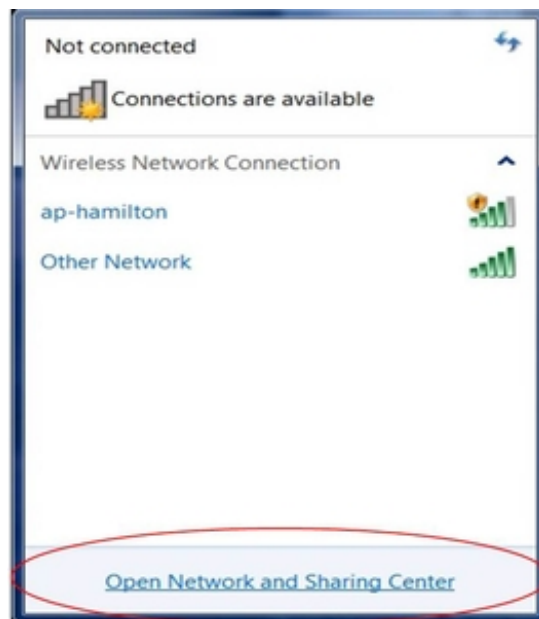 Not connected
Connections are available
Wireless Network Connection
ap-hamilton
Other Network
Open Network and Sharing Center